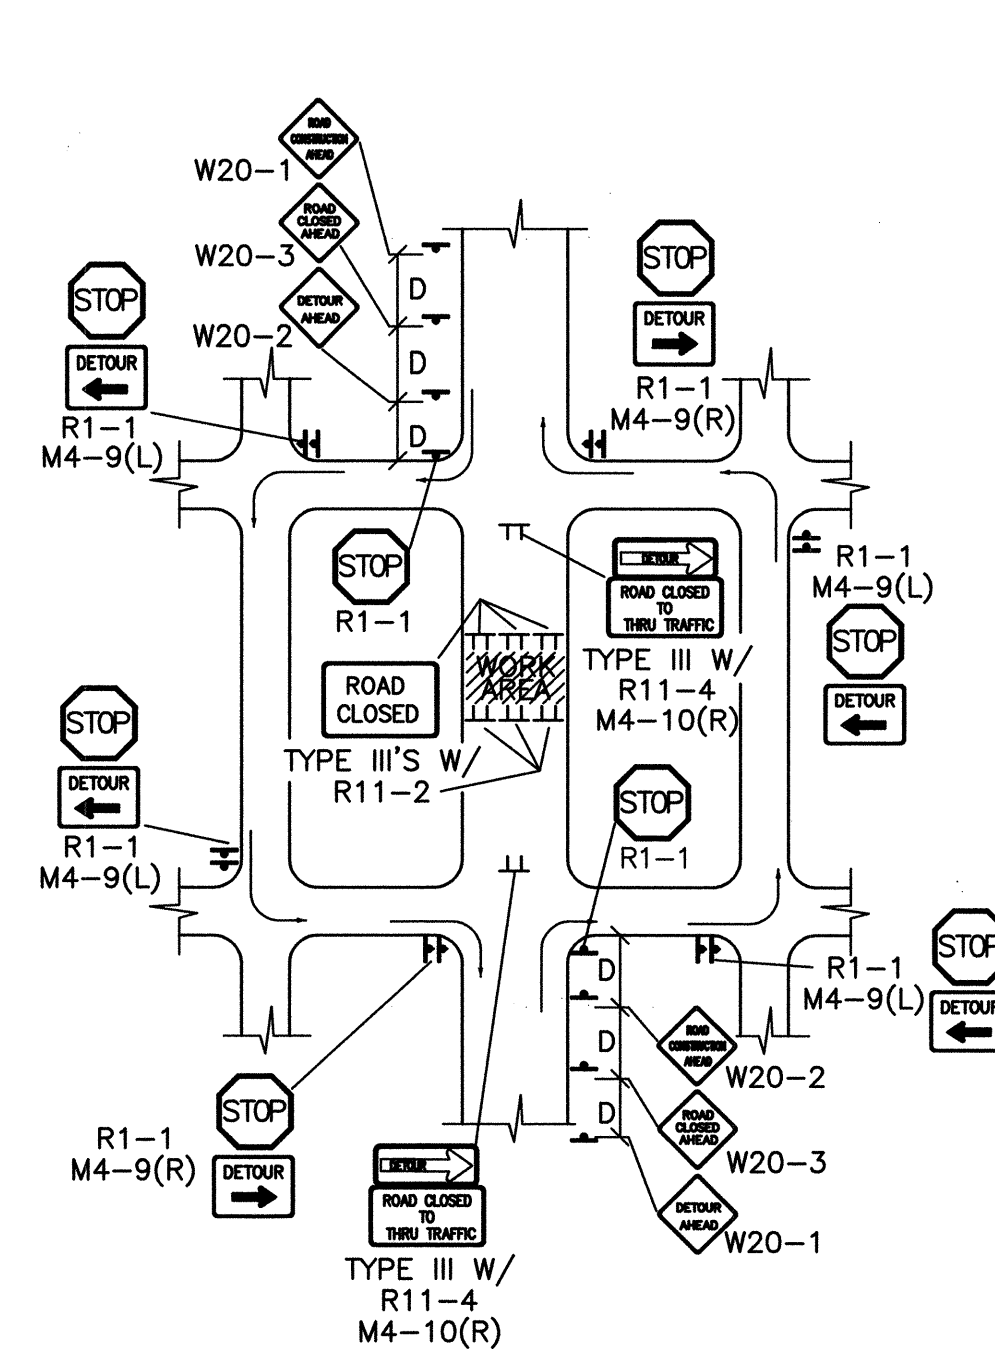 ROAD
CONSTRUCTION
AHEAD
W20-1
ROAD
CLOSED
AHEAD
W20-3
DETOUR
AHEAD
W20-2
D
D
D
STOP
DETOUR
R1-1
M4-9(L)
STOP
DETOUR
R1-1
M4-9(R)
STOP
R1-1
DETOUR
ROAD CLOSED
TO
THRU TRAFFIC
TYPE III W/
R11-4
M4-10(R)
R1-1
M4-9(L)
STOP
DETOUR
WORK
AREA
ROAD
CLOSED
TYPE III'S W/
R11-2
STOP
DETOUR
R1-1
M4-9(L)
STOP
R1-1
D
D
D
R1-1
M4-9(L)
STOP
DETOUR
ROAD
CONSTRUCTION
AHEAD
W20-2
ROAD
CLOSED
AHEAD
W20-3
DETOUR
AHEAD
W20-1
STOP
R1-1
M4-9(R)
DETOUR
DETOUR
ROAD CLOSED
TO
THRU TRAFFIC
TYPE III W/
R11-4
M4-10(R)